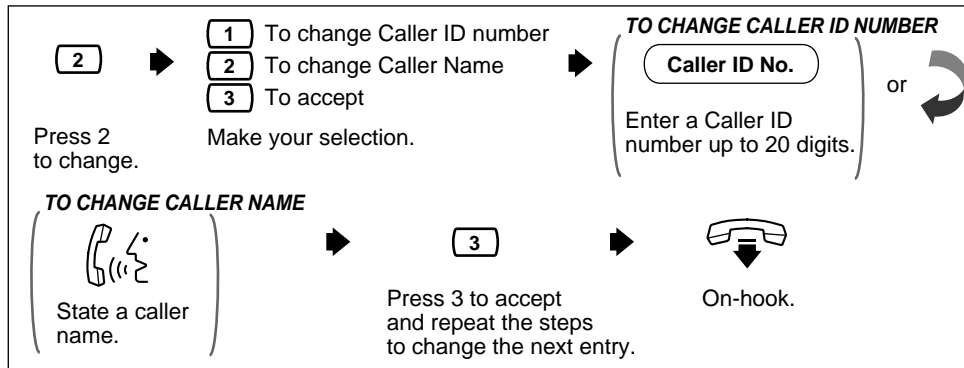 2
Press 2
to change.
1 To change Caller ID number
2 To change Caller Name
3 To accept
Make your selection.
TO CHANGE CALLER ID NUMBER
Caller ID No.
Enter a Caller ID
number up to 20 digits.
or
TO CHANGE CALLER NAME
State a caller
name.
3
Press 3 to accept
and repeat the steps
to change the next entry.
On-hook.